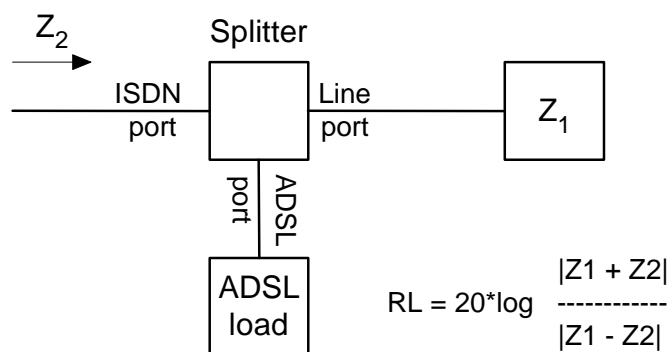 Z2
Splitter
ISDN
port
Line
port
Z1
ADSL
port
ADSL
load
|Z1 + Z2|
RL = 20*log ------------
|Z1 - Z2|